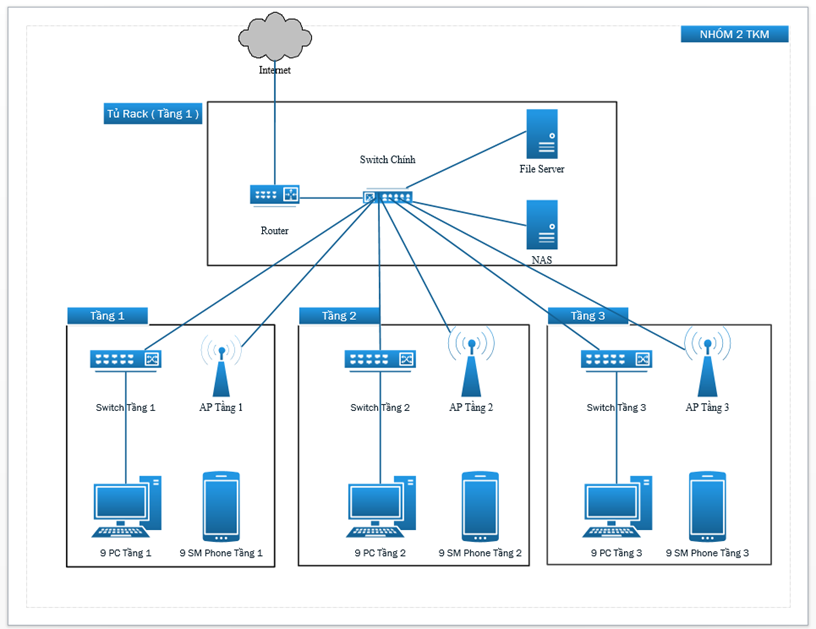 NHÓM 2 TKM
Internet
Tủ Rack ( Tầng 1 )
Switch Chính
File Server
Router
NAS
Tầng 1
Tầng 2
Tầng 3
Switch Tầng 1
AP Tầng 1
Switch Tầng 2
AP Tầng 2
Switch Tầng 3
AP Tầng 3
9 PC Tầng 1
9 SM Phone Tầng 1
9 PC Tầng 2
9 SM Phone Tầng 2
9 PC Tầng 3
9 SM Phone Tầng 3